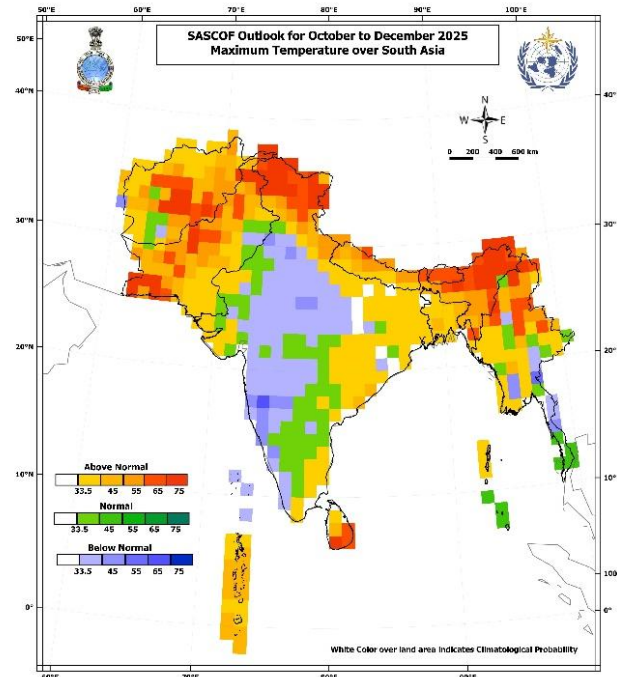 50°E 60°E 70°E 80°E 90°E 100°E
SASCOF Outlook for October to December 2025
Maximum Temperature over South Asia
50°N
40°N
N
W E
S
0 200 400 600 km
30°N 30°
20°N 20°
10°N 10°
0°
Above Normal
33.5 45 55 65 75
Normal
33.5 45 55 65 75
Below Normal
33.5 45 55 65 75
White Color over land area Indicates Climatological Probability
70°E 80°E